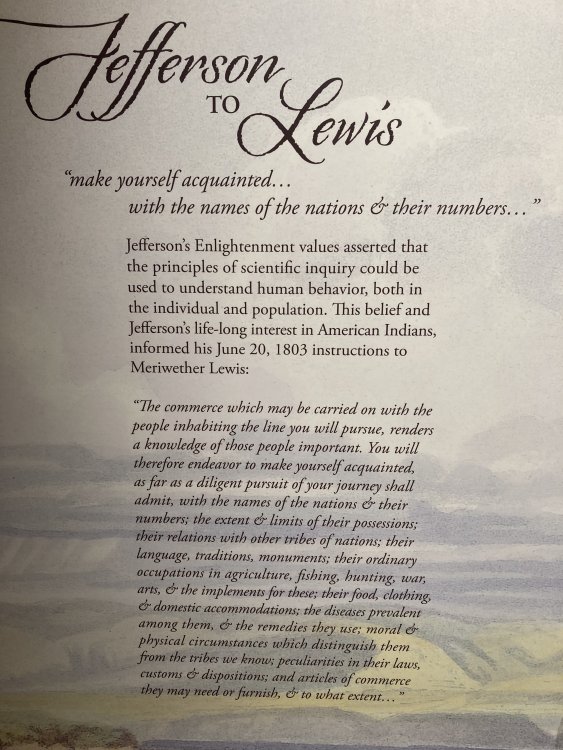 Jefferson
TO
Lewis
“make yourself acquainted…
with the names of the nations & their numbers…”
Jefferson’s Enlightenment values asserted that
the principles of scientific inquiry could be
used to understand human behavior, both in
the individual and population. This belief and
Jefferson’s life-long interest in American Indians,
informed his June 20, 1803 instructions to
Meriwether Lewis:
“The commerce which may be carried on with the
people inhabiting the line you will pursue, renders
a knowledge of those people important. You will
therefore endeavor to make yourself acquainted,
as far as a diligent pursuit of your journey shall
admit, with the names of the nations & their
numbers; the extent & limits of their possessions;
their relations with other tribes of nations; their
language, traditions, monuments; their ordinary
occupations in agriculture, fishing, hunting, war,
arts, & the implements for these; their food, clothing,
& domestic accommodations; the diseases prevalent
among them, & the remedies they use; moral &
physical circumstances which distinguish them
from the tribes we know; peculiarities in their laws,
customs & dispositions; and articles of commerce
they may need or furnish, & to what extent…”